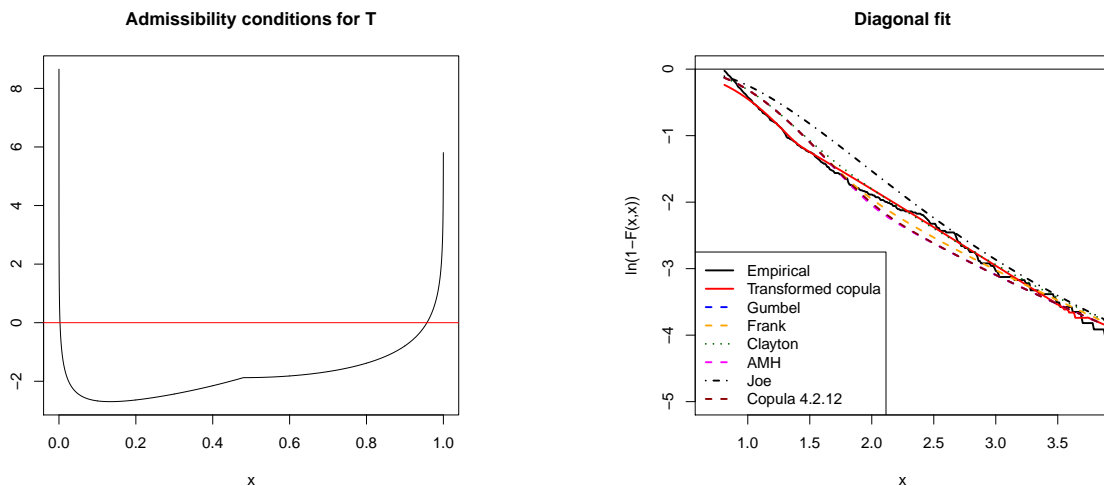 Admissibility conditions for T
8
6
4
2
0
−2
0.0 0.2 0.4 0.6 0.8 1.0
x
Diagonal fit
ln(1−F(x,x))
0
−1
−2
−3
−4
−5
Empirical
Transformed copula
Gumbel
Frank
Clayton
AMH
Joe
Copula 4.2.12
1.0 1.5 2.0 2.5 3.0 3.5
x